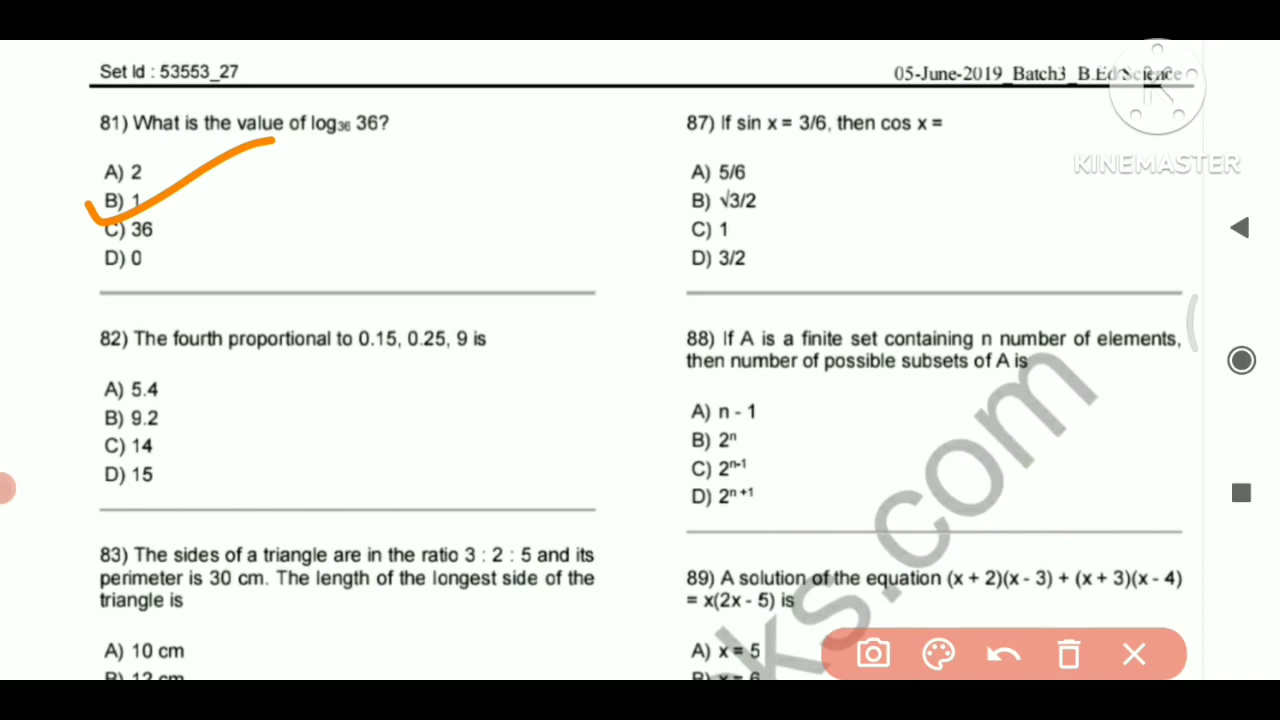 Set Id : 53553_27
05-June-2019_Batch3_B.Ed Science
KINEMASTER
81) What is the value of log₃₆ 36?
A) 2
B) 1
C) 36
D) 0
82) The fourth proportional to 0.15, 0.25, 9 is
A) 5.4
B) 9.2
C) 14
D) 15
83) The sides of a triangle are in the ratio 3 : 2 : 5 and its
perimeter is 30 cm. The length of the longest side of the
triangle is
A) 10 cm
B) 12 cm
87) If sin x = 3/6, then cos x =
A) 5/6
B) √3/2
C) 1
D) 3/2
88) If A is a finite set containing n number of elements,
then number of possible subsets of A is
A) n - 1
B) 2ⁿ
C) 2ⁿ⁻¹
D) 2ⁿ⁺¹
89) A solution of the equation (x + 2)(x - 3) + (x + 3)(x - 4)
= x(2x - 5) is
A) x = 5
B) x = 6
ks.com